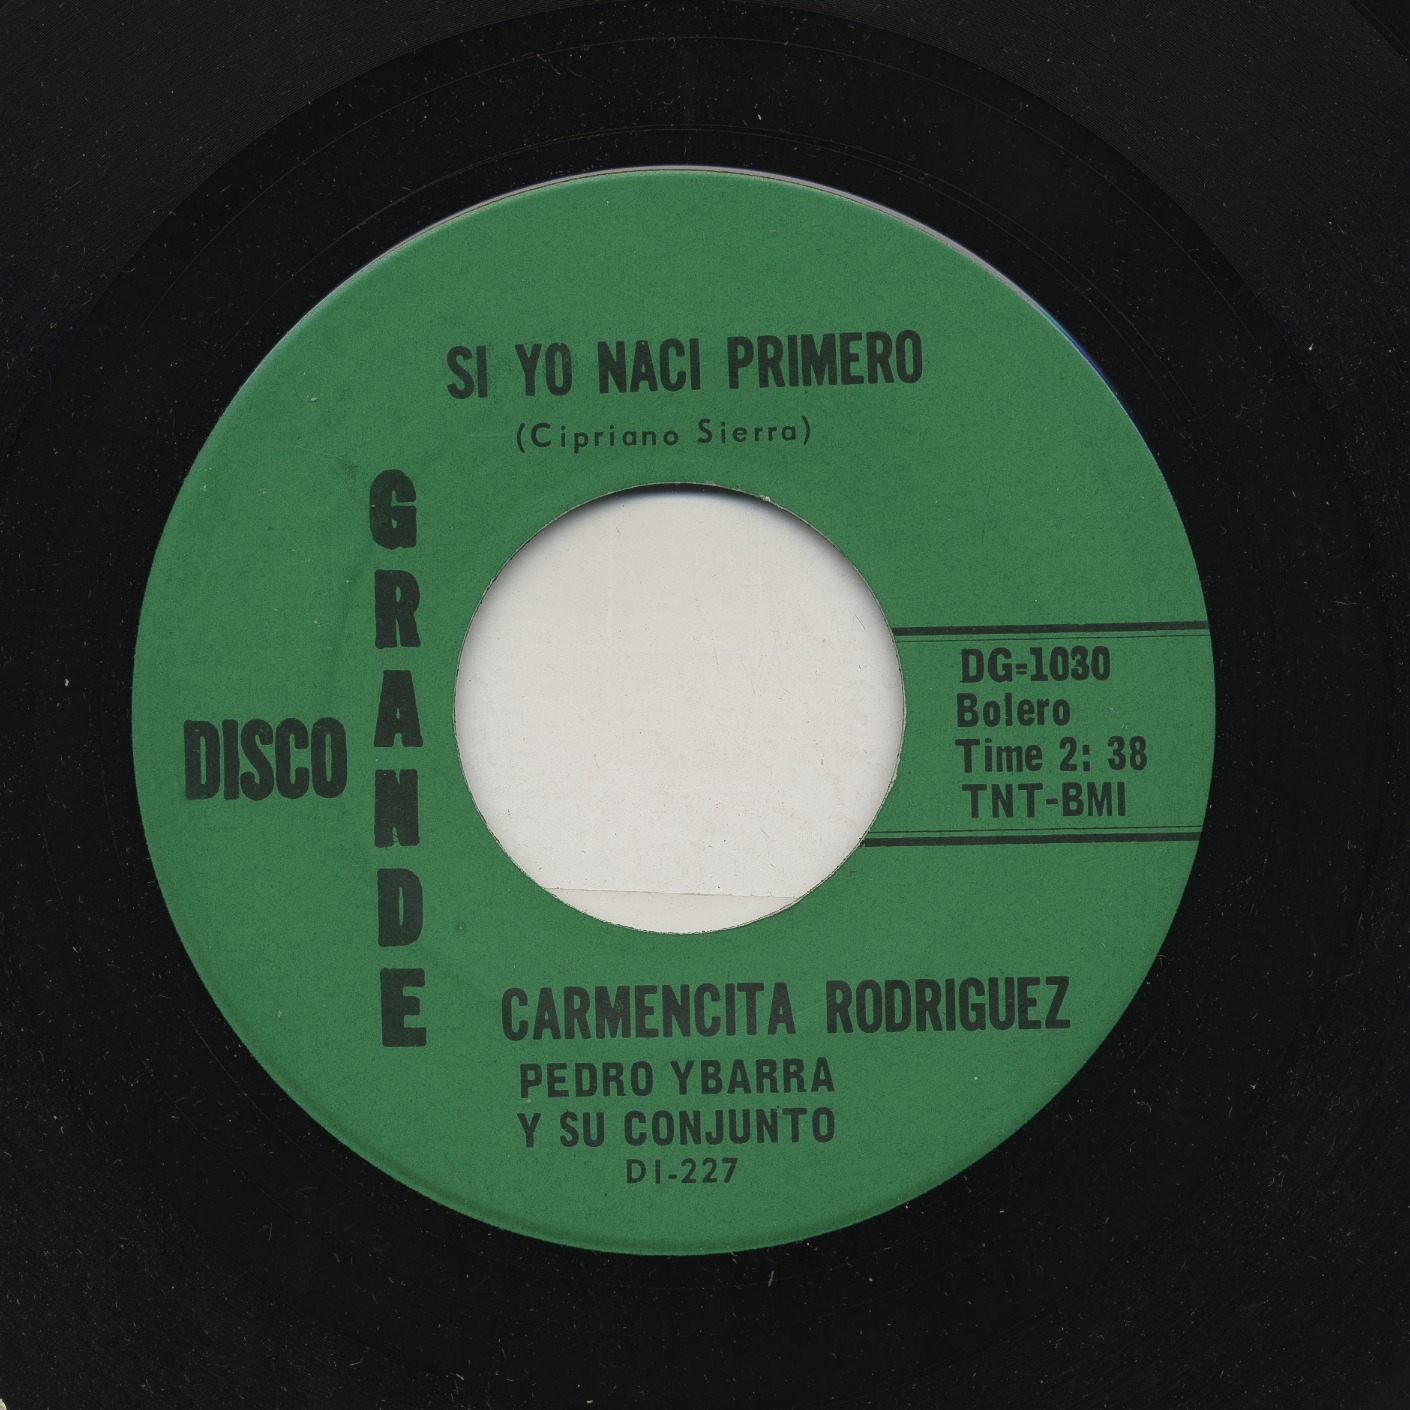 SI YO NACI PRIMERO
(Cipriano Sierra)
DISCO
GRANDE
DG-1030
Bolero
Time 2: 38
TNT-BMI
CARMENCITA RODRIGUEZ
PEDRO YBARRA
Y SU CONJUNTO
DI-227